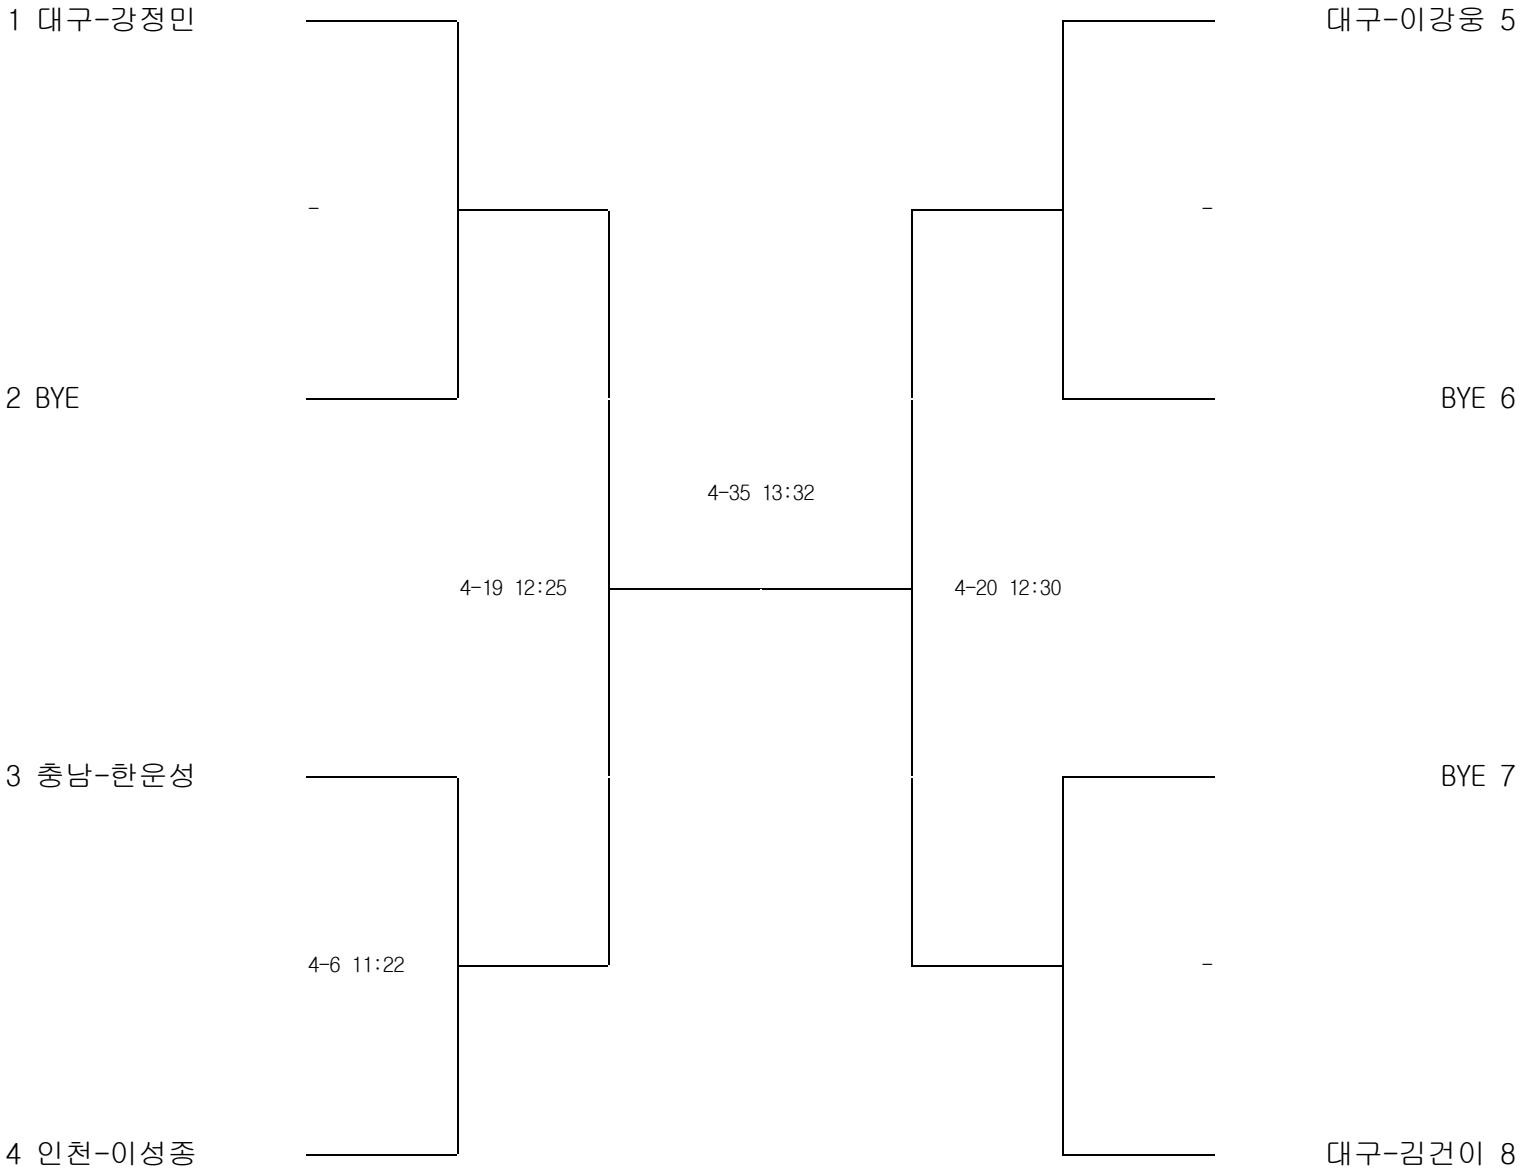 1 대구-강정민
대구-이강웅 5
-
-
2 BYE
BYE 6
4-35 13:32
4-19 12:25
4-20 12:30
3 충남-한운성
BYE 7
4-6 11:22
-
4 인천-이성종
대구-김건이 8